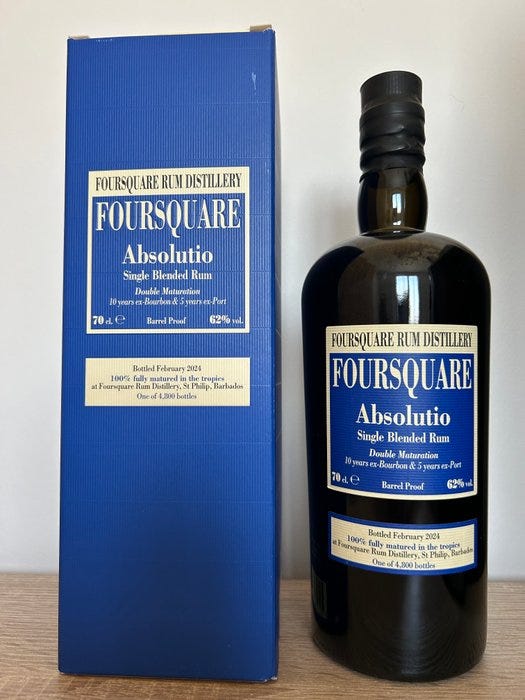 FOURSQUARE RUM DISTILLERY
FOURSQUARE
Absolutio
Single Blended Rum
Double Maturation
10 years ex-Bourbon & 5 years ex-Port
70 cl. ℮ Barrel Proof 62% vol.
Bottled February 2024
100% fully matured in the tropics
at Foursquare Rum Distillery, St Philip, Barbados
One of 4,800 bottles
FOURSQUARE RUM DISTILLERY
FOURSQUARE
Absolutio
Single Blended Rum
Double Maturation
10 years ex-Bourbon & 5 years ex-Port
70 cl. ℮ Barrel Proof 62% vol.
Bottled February 2024
100% fully matured in the tropics
at Foursquare Rum Distillery, St Philip, Barbados
One of 4,800 bottles